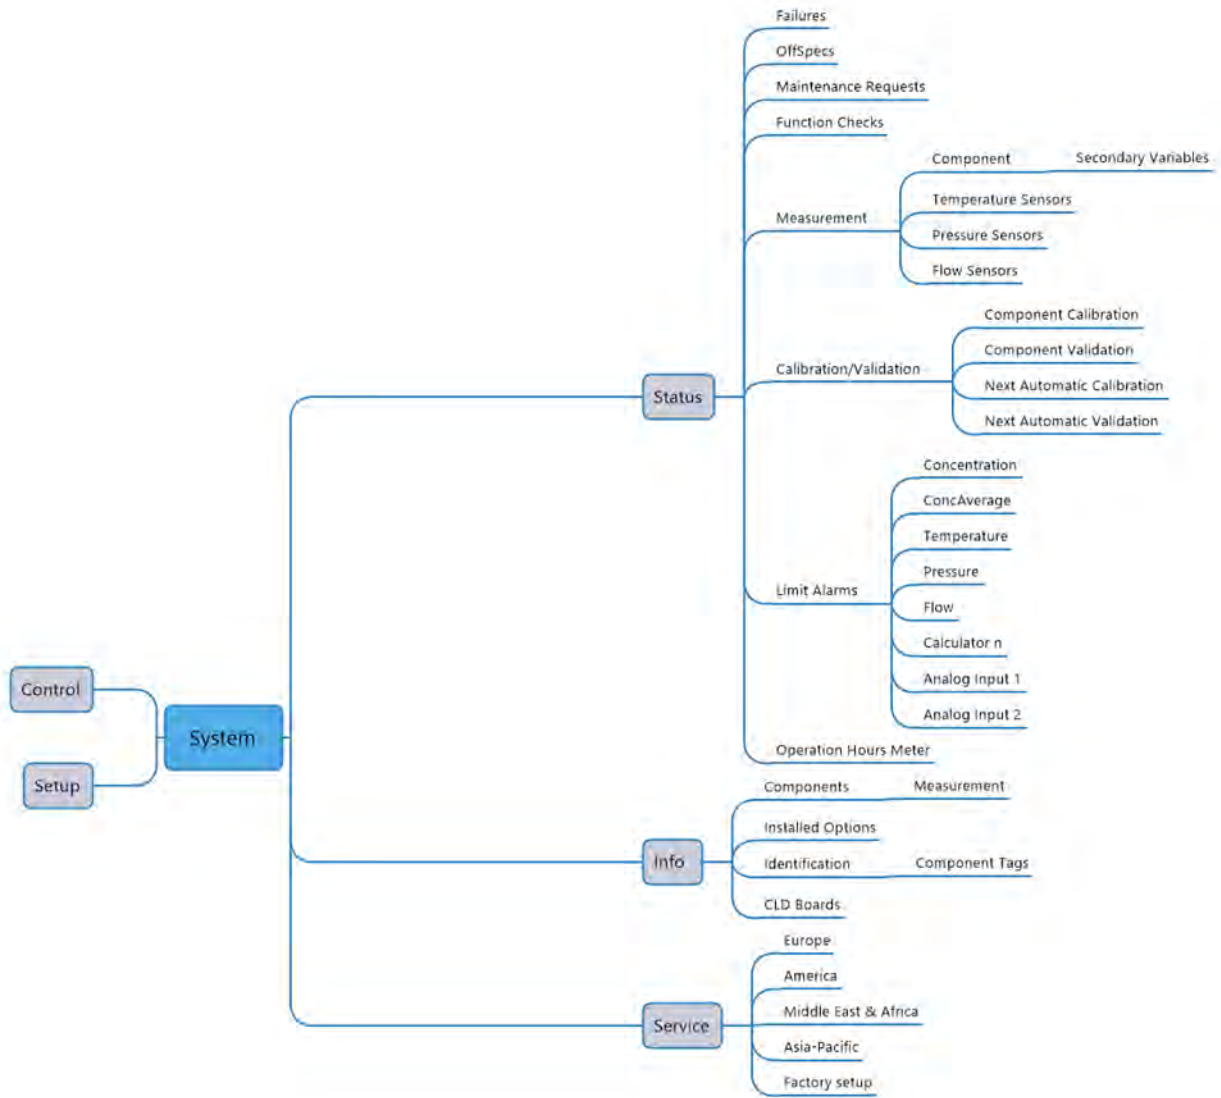 Failures
OffSpecs
Maintenance Requests
Function Checks
Component
Secondary Variables
Temperature Sensors
Measurement
Pressure Sensors
Flow Sensors
Component Calibration
Component Validation
Calibration/Validation
Next Automatic Calibration
Status
Next Automatic Validation
Concentration
ConcAverage
Temperature
Pressure
Limit Alarms
Flow
Calculator n
Analog Input 1
Control
Analog Input 2
System
Operation Hours Meter
Setup
Components
Measurement
Installed Options
Info
Identification
Component Tags
CLD Boards
Europe
America
Middle East & Africa
Service
Asia-Pacific
Factory setup